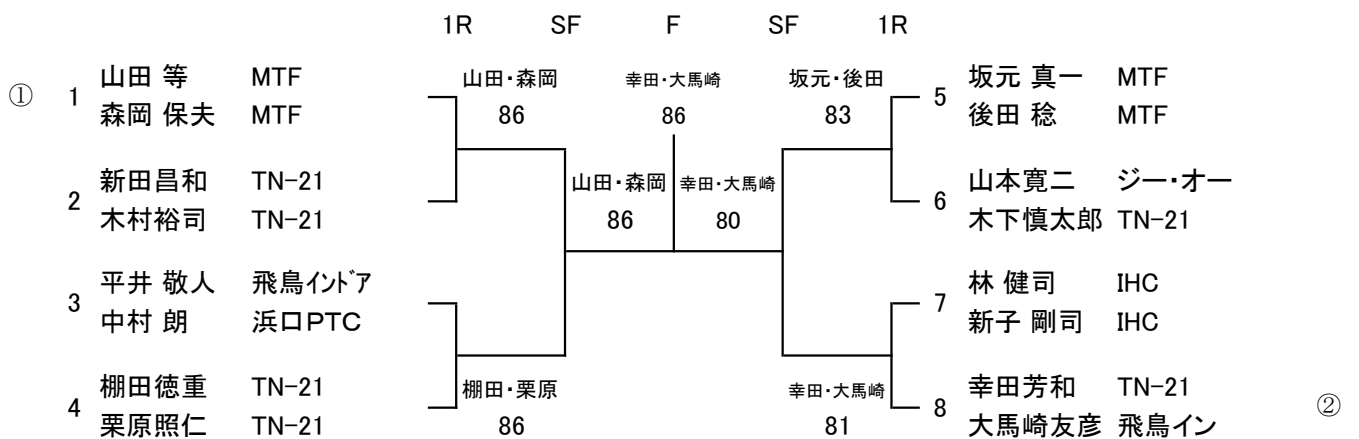 1R SF F SF 1R
① 1 山田 等 MTF
森岡 保夫 MTF
山田・森岡
86
幸田・大馬崎
86
坂元・後田
83
5 坂元 真一 MTF
後田 稔 MTF
2 新田昌和 TN-21
木村裕司 TN-21
山田・森岡
86
幸田・大馬崎
80
6 山本寛二 ジー・オー
木下慎太郎 TN-21
3 平井 敬人 飛鳥インドア
中村 朗 浜口PTC
7 林 健司 IHC
新子 剛司 IHC
4 棚田徳重 TN-21
栗原照仁 TN-21
棚田・栗原
86
幸田・大馬崎
81
8 幸田芳和 TN-21
大馬崎友彦 飛鳥イン
②